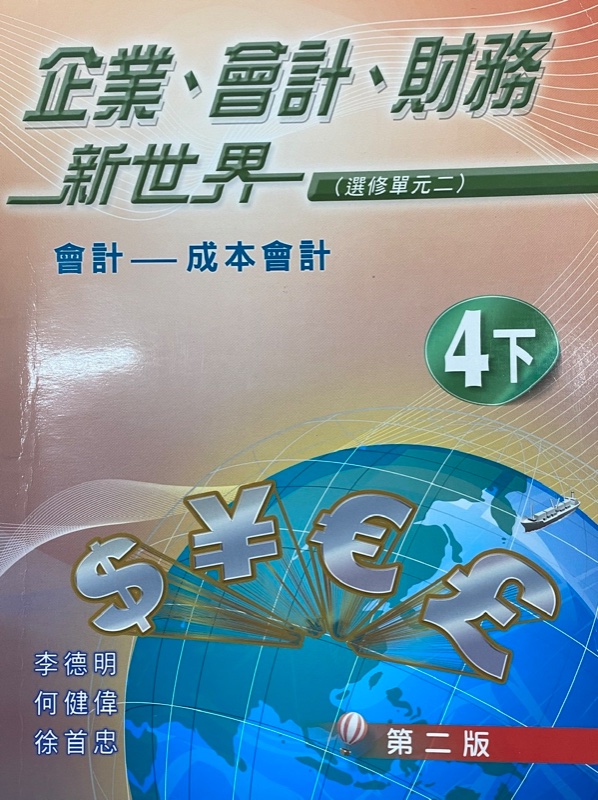 企業、會計、財務
新世界
(選修單元二)
會計—成本會計
4下
$ ¥ € £
李德明
何健偉
徐首忠
第二版